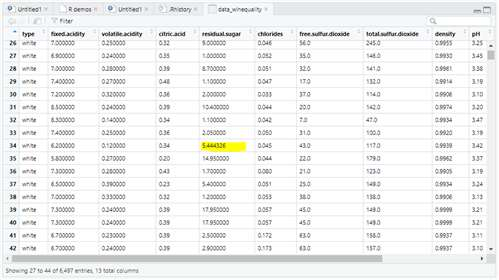 Untitled1* R demos Untitled1* .Rhistory data_winequality
Filter
type fixed.acidity volatile.acidity citric.acid residual.sugar chlorides free.sulfur.dioxide total.sulfur.dioxide density pH
26 white 7.000000 0.250000 0.32 9.000000 0.046 56.0 245.0 0.9955 3.25
27 white 6.900000 0.240000 0.35 1.000000 0.052 35.0 146.0 0.9930 3.45
28 white 7.000000 0.280000 0.39 8.700000 0.051 32.0 141.0 0.9961 3.38
29 white 7.400000 0.270000 0.48 1.100000 0.047 17.0 132.0 0.9914 3.19
30 white 7.200000 0.320000 0.36 2.000000 0.033 37.0 114.0 0.9906 3.10
31 white 8.500000 0.240000 0.39 10.400000 0.044 20.0 142.0 0.9974 3.20
32 white 8.300000 0.140000 0.34 1.100000 0.042 7.0 47.0 0.9934 3.47
33 white 7.400000 0.250000 0.36 2.050000 0.050 31.0 100.0 0.9920 3.19
34 white 6.200000 0.120000 0.34 5.444326 0.045 43.0 117.0 0.9939 3.42
35 white 5.800000 0.270000 0.20 14.950000 0.044 22.0 179.0 0.9962 3.37
36 white 7.300000 0.280000 0.43 1.700000 0.080 21.0 123.0 0.9905 3.19
37 white 6.500000 0.390000 0.23 5.400000 0.051 25.0 149.0 0.9934 3.24
38 white 7.000000 0.330000 0.32 1.200000 0.053 38.0 138.0 0.9906 3.13
39 white 7.300000 0.240000 0.39 17.950000 0.057 45.0 149.0 0.9999 3.21
40 white 7.300000 0.240000 0.39 17.950000 0.057 45.0 149.0 0.9999 3.21
41 white 6.700000 0.230000 0.39 2.500000 0.172 63.0 158.0 0.9937 3.11
42 white 6.700000 0.240000 0.39 2.900000 0.173 63.0 157.0 0.9937 3.10
Showing 27 to 44 of 6,497 entries, 13 total columns